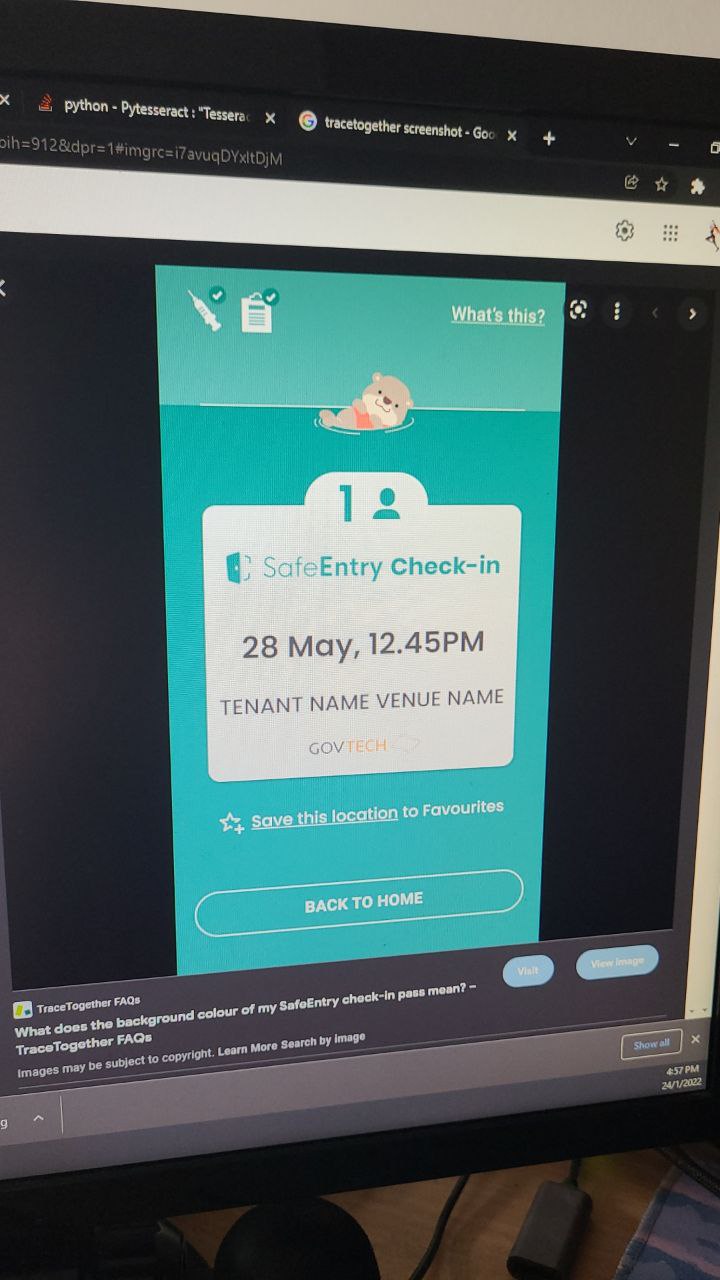 python - Pytesseract : "Tessera
tracetogether screenshot - Goo
bih=912&dpr=1#imgrc=i7avuqDYxItDjM
What's this?
1
SafeEntry Check-in
28 May, 12.45PM
TENANT NAME VENUE NAME
GOVTECH
Save this location to Favourites
BACK TO HOME
Visit
View image
TraceTogether FAQs
What does the background colour of my SafeEntry check-in pass mean? –
TraceTogether FAQs
Images may be subject to copyright. Learn More Search by image
Show all
g
4:57 PM
24/1/2022